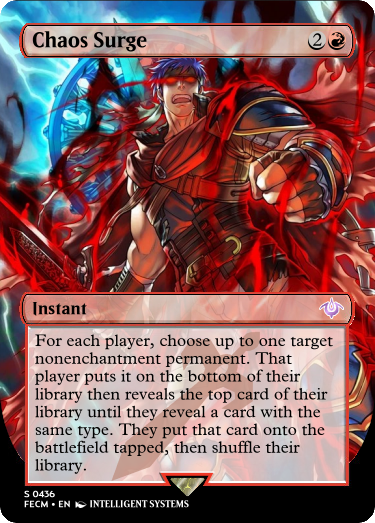 Chaos Surge 2
Instant
For each player, choose up to one target
nonenchantment permanent. That
player puts it on the bottom of their
library then reveals the top card of their
library until they reveal a card with the
same type. They put that card onto the
battlefield tapped, then shuffle their
library.
S 0436
FECM • EN INTELLIGENT SYSTEMS